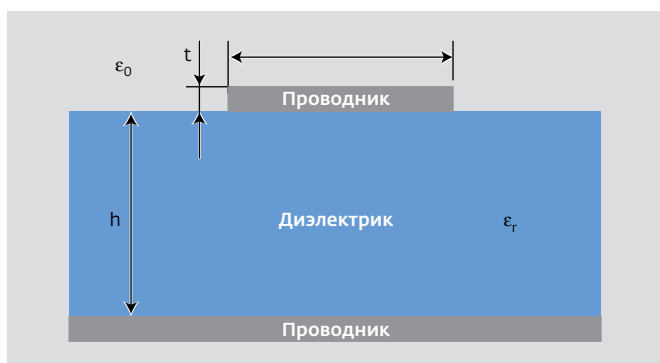 t
ε₀
Проводник
h
Диэлектрик
εᵣ
Проводник